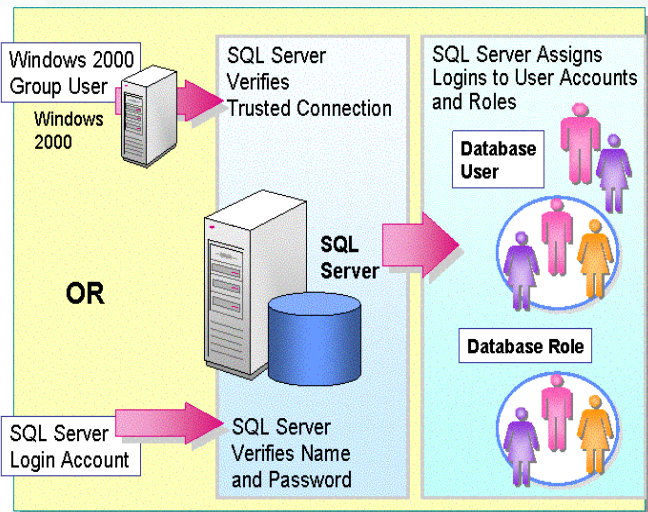 Windows 2000
Group User
Windows
2000
OR
SQL Server
Login Account
SQL Server
Verifies
Trusted Connection
SQL
Server
SQL Server
Verifies Name
and Password
SQL Server Assigns
Logins to User Accounts
and Roles
Database
User
Database Role